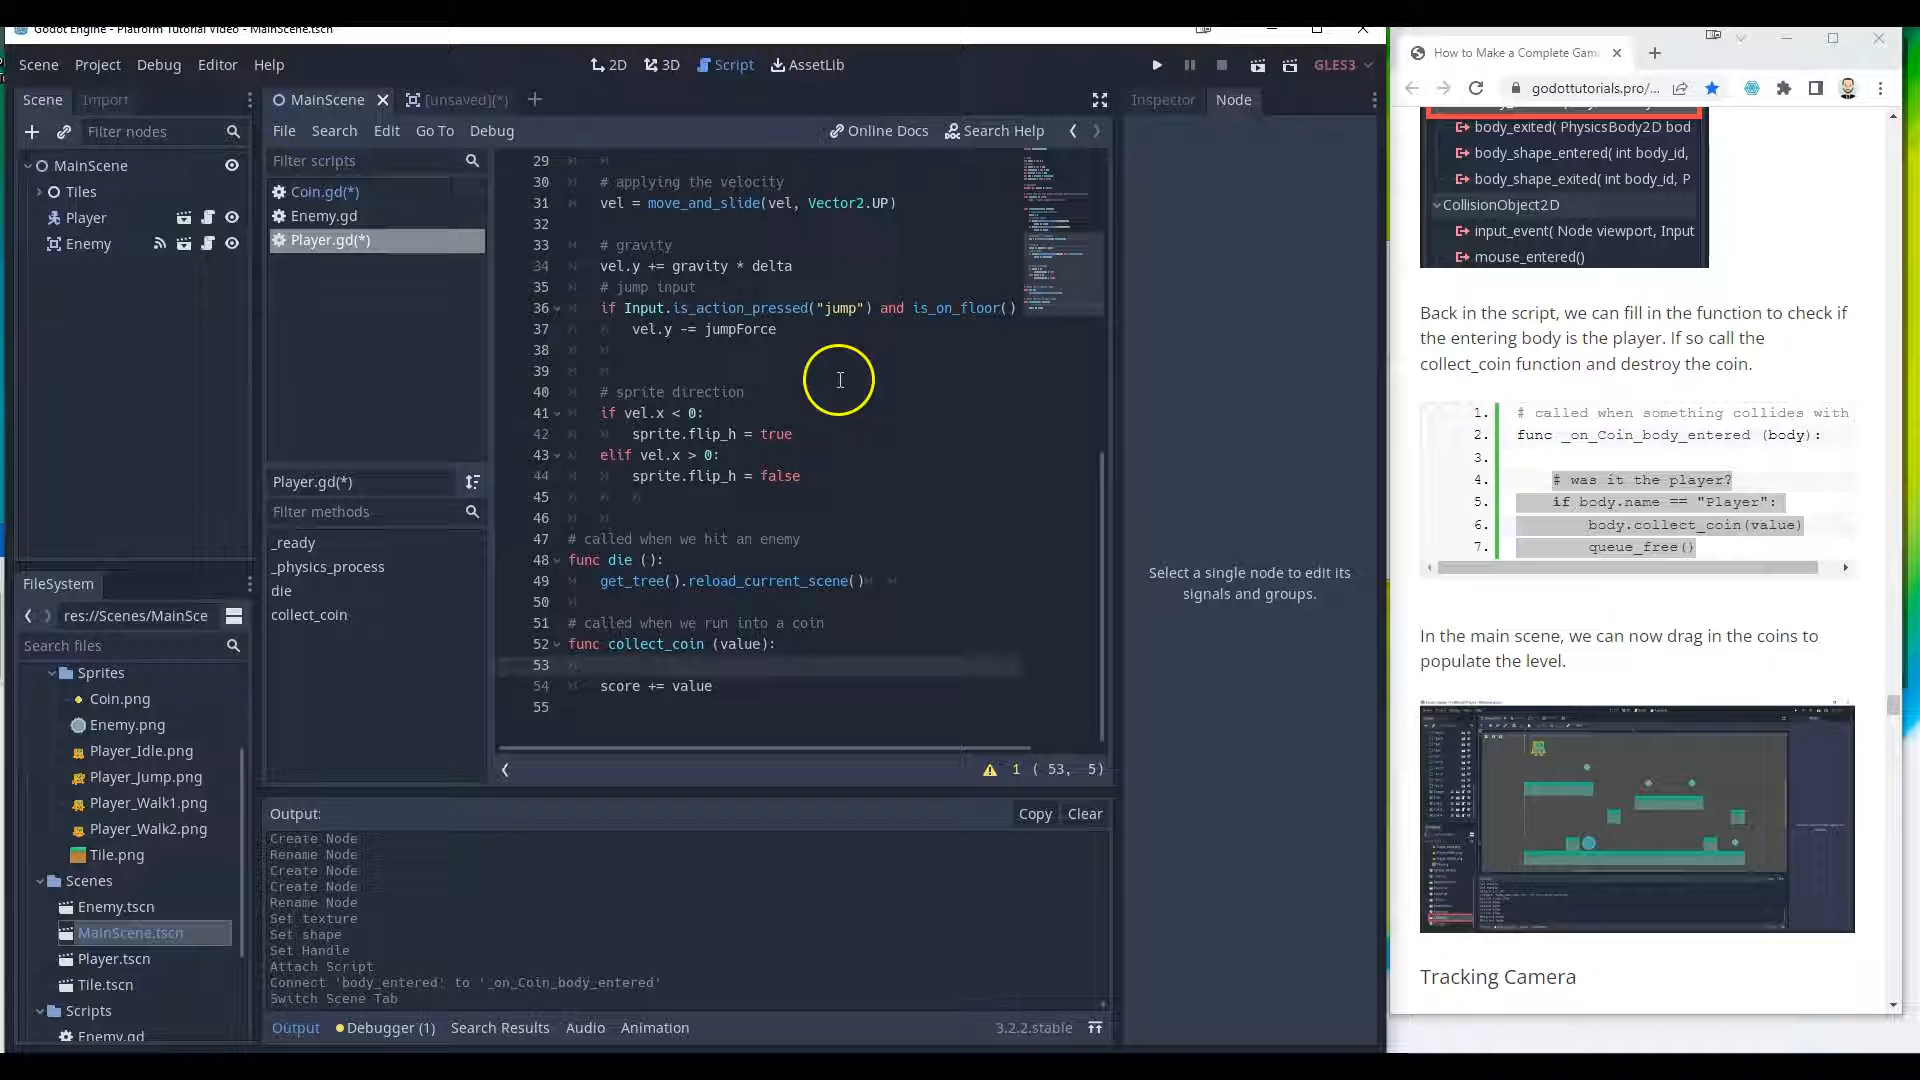 Godot Engine - Platform Tutorial Video - MainScene.tscn
Scene Project Debug Editor Help
2D 3D Script AssetLib
GLES3
Scene Import
Filter nodes
MainScene
Tiles
Player
Enemy
MainScene [unsaved](*)
File Search Edit Go To Debug
Online Docs Search Help
Filter scripts
Coin.gd(*)
Enemy.gd
Player.gd(*)
Player.gd(*)
Filter methods
_ready
_physics_process
die
collect_coin
29
30 # applying the velocity
31 vel = move_and_slide(vel, Vector2.UP)
32
33 # gravity
34 vel.y += gravity * delta
35 # jump input
36 if Input.is_action_pressed("jump") and is_on_floor()
37 vel.y -= jumpForce
38
39
40 # sprite direction
41 if vel.x < 0:
42 sprite.flip_h = true
43 elif vel.x > 0:
44 sprite.flip_h = false
45
46
47 # called when we hit an enemy
48 func die ():
49 get_tree().reload_current_scene()
50
51 # called when we run into a coin
52 func collect_coin (value):
53
54 score += value
55
1 ( 53, 5)
Inspector Node
Select a single node to edit its
signals and groups.
FileSystem
res://Scenes/MainSce
Search files
Sprites
Coin.png
Enemy.png
Player_Idle.png
Player_Jump.png
Player_Walk1.png
Player_Walk2.png
Tile.png
Scenes
Enemy.tscn
MainScene.tscn
Player.tscn
Tile.tscn
Scripts
Enemy.gd
Output: Copy Clear
Create Node
Rename Node
Create Node
Create Node
Rename Node
Set texture
Set shape
Set Handle
Attach Script
Connect 'body_entered' to '_on_Coin_body_entered'
Switch Scene Tab
Output Debugger (1) Search Results Audio Animation 3.2.2.stable
How to Make a Complete Gam
godottutorials.pro/...
body_exited( PhysicsBody2D bod
body_shape_entered( int body_id,
body_shape_exited( int body_id, P
CollisionObject2D
input_event( Node viewport, Input
mouse_entered()
Back in the script, we can fill in the function to check if
the entering body is the player. If so call the
collect_coin function and destroy the coin.
1. # called when something collides with
2. func _on_Coin_body_entered (body):
3.
4. # was it the player?
5. if body.name == "Player":
6. body.collect_coin(value)
7. queue_free()
In the main scene, we can now drag in the coins to
populate the level.
Tracking Camera